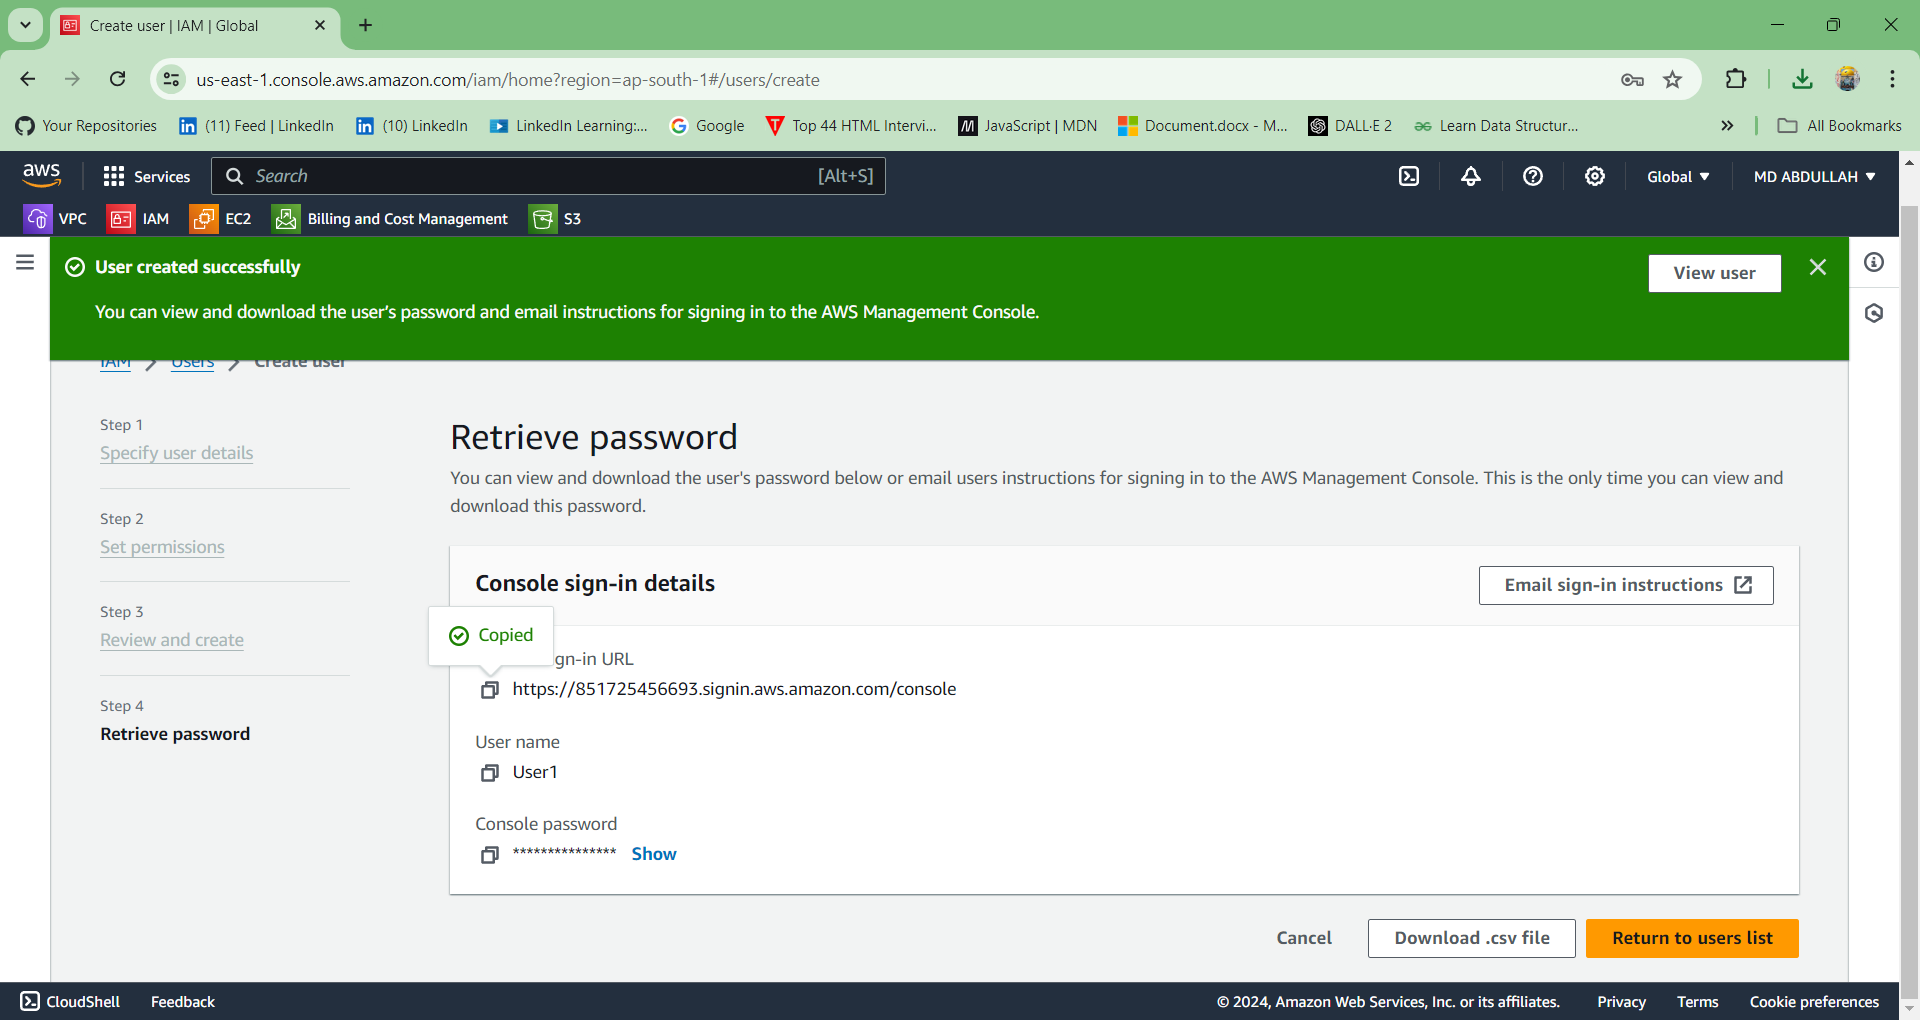 Create user | IAM | Global
us-east-1.console.aws.amazon.com/iam/home?region=ap-south-1#/users/create
Your Repositories
(11) Feed | LinkedIn
(10) LinkedIn
LinkedIn Learning:...
Google
Top 44 HTML Intervi...
JavaScript | MDN
Document.docx - M...
DALL·E 2
Learn Data Structur...
All Bookmarks
aws
Services
Search
[Alt+S]
Global
MD ABDULLAH
VPC
IAM
EC2
Billing and Cost Management
S3
User created successfully
View user
You can view and download the user's password and email instructions for signing in to the AWS Management Console.
IAM
Users
Create user
Step 1
Specify user details
Step 2
Set permissions
Step 3
Review and create
Step 4
Retrieve password
Retrieve password
You can view and download the user's password below or email users instructions for signing in to the AWS Management Console. This is the only time you can view and
download this password.
Console sign-in details
Email sign-in instructions
Copied
gn-in URL
https://851725456693.signin.aws.amazon.com/console
User name
User1
Console password
*************** Show
Cancel
Download .csv file
Return to users list
CloudShell
Feedback
© 2024, Amazon Web Services, Inc. or its affiliates.
Privacy
Terms
Cookie preferences